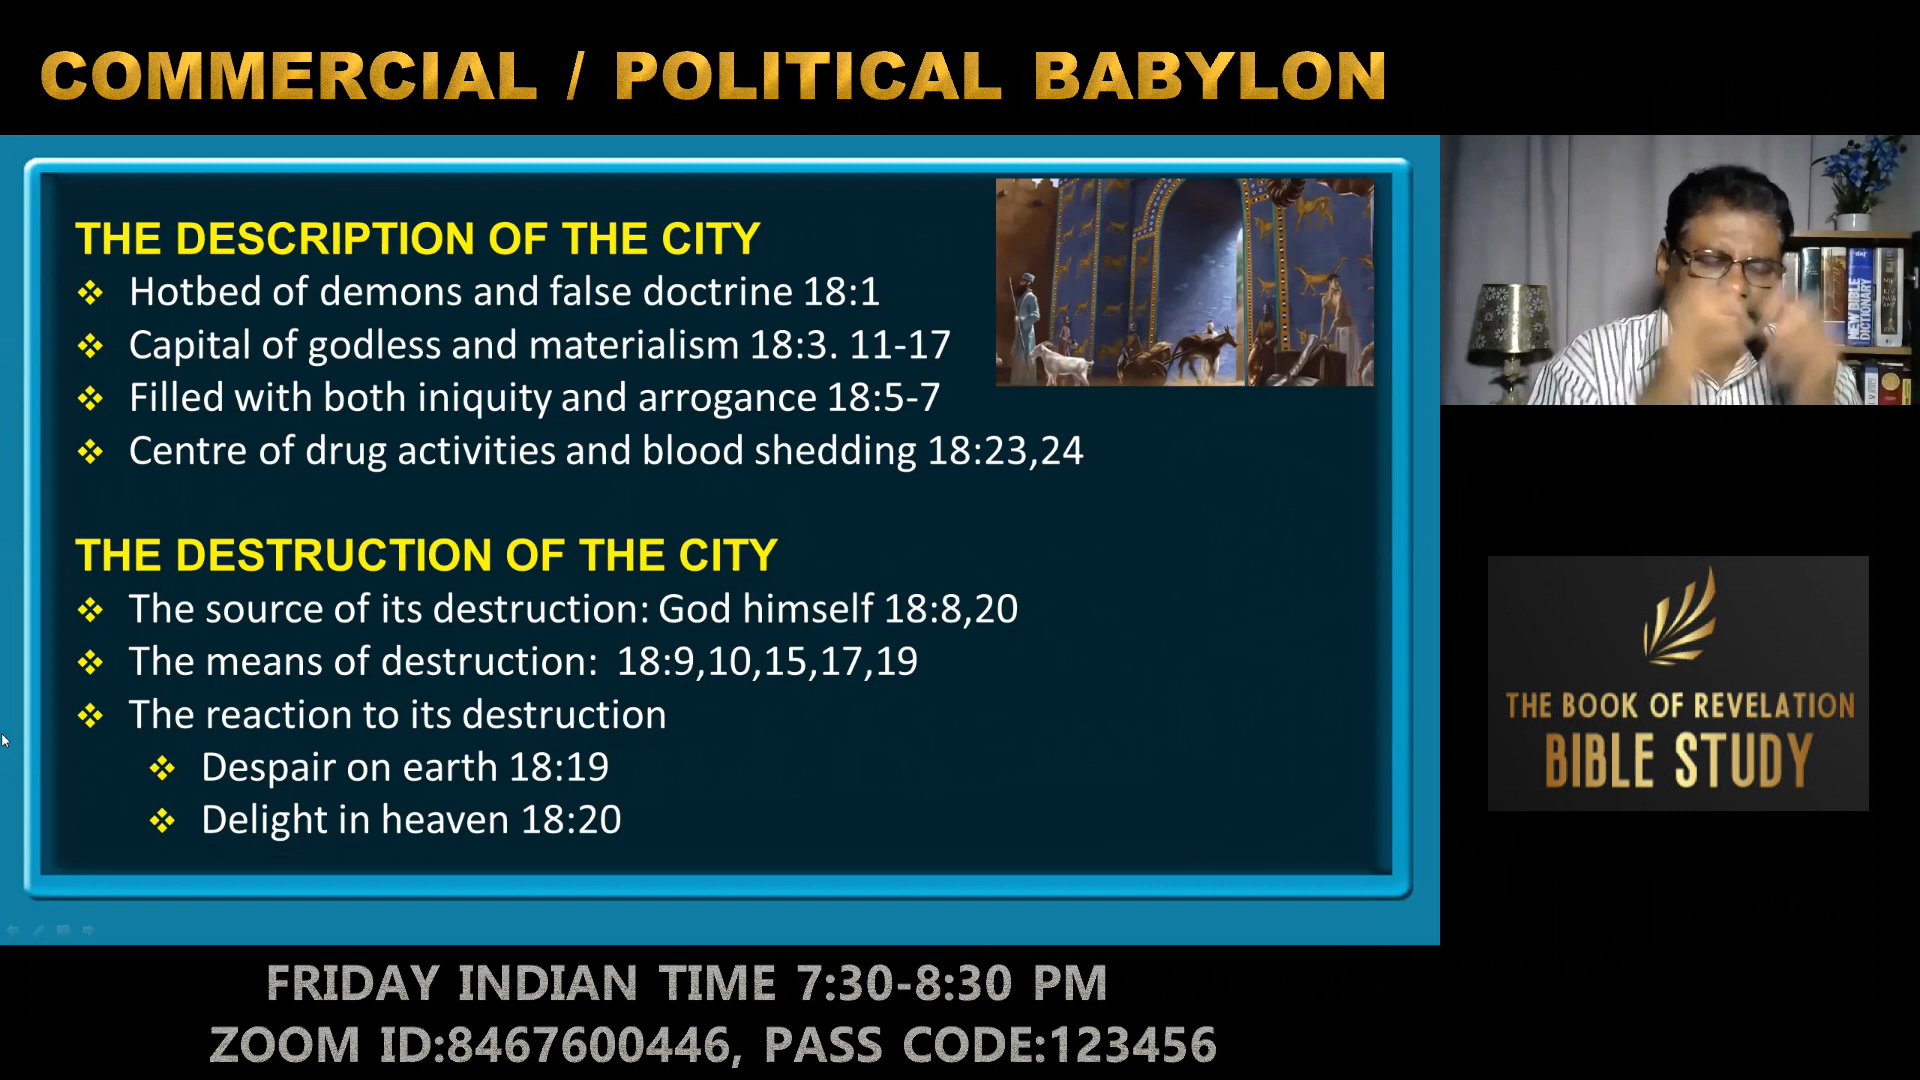 COMMERCIAL / POLITICAL BABYLON
THE DESCRIPTION OF THE CITY
❖ Hotbed of demons and false doctrine 18:1
❖ Capital of godless and materialism 18:3. 11-17
❖ Filled with both iniquity and arrogance 18:5-7
❖ Centre of drug activities and blood shedding 18:23,24
THE DESTRUCTION OF THE CITY
❖ The source of its destruction: God himself 18:8,20
❖ The means of destruction: 18:9,10,15,17,19
❖ The reaction to its destruction
❖ Despair on earth 18:19
❖ Delight in heaven 18:20
NEW BIBLE
DICTIONARY
THE BOOK OF REVELATION
BIBLE STUDY
FRIDAY INDIAN TIME 7:30-8:30 PM
ZOOM ID:8467600446, PASS CODE:123456